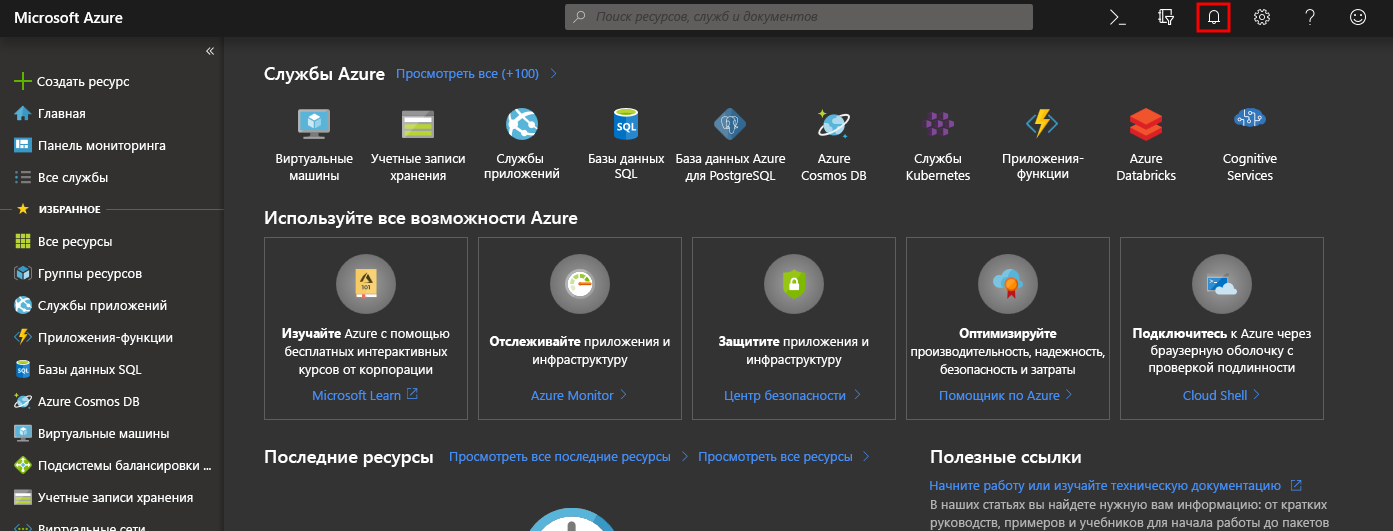 Microsoft Azure
Поиск ресурсов, служб и документов
Создать ресурс
Главная
Панель мониторинга
Все службы
ИЗБРАННОЕ
Все ресурсы
Группы ресурсов
Службы приложений
Приложения-функции
Базы данных SQL
Azure Cosmos DB
Виртуальные машины
Подсистемы балансировки ...
Учетные записи хранения
Виртуальные сети
Службы Azure
Просмотреть все (+100)
Виртуальные
машины
Учетные записи
хранения
Службы
приложений
SQL
Базы данных
SQL
База данных Azure
для PostgreSQL
Azure
Cosmos DB
Службы
Kubernetes
Приложения-
функции
Azure
Databricks
Cognitive
Services
Используйте все возможности Azure
101
Изучайте Azure с помощью
бесплатных интерактивных
курсов от корпорации
Microsoft Learn
Отслеживайте приложения и
инфраструктуру
Azure Monitor
Защитите приложения и
инфраструктуру
Центр безопасности
Оптимизируйте
производительность, надежность,
безопасность и затраты
Помощник по Azure
Подключитесь к Azure через
браузерную оболочку с
проверкой подлинности
Cloud Shell
Последние ресурсы
Просмотреть все последние ресурсы
Просмотреть все ресурсы
Полезные ссылки
Начните работу или изучайте техническую документацию
В наших статьях вы найдете нужную вам информацию: от кратких
руководств, примеров и учебников для начала работы до пакетов